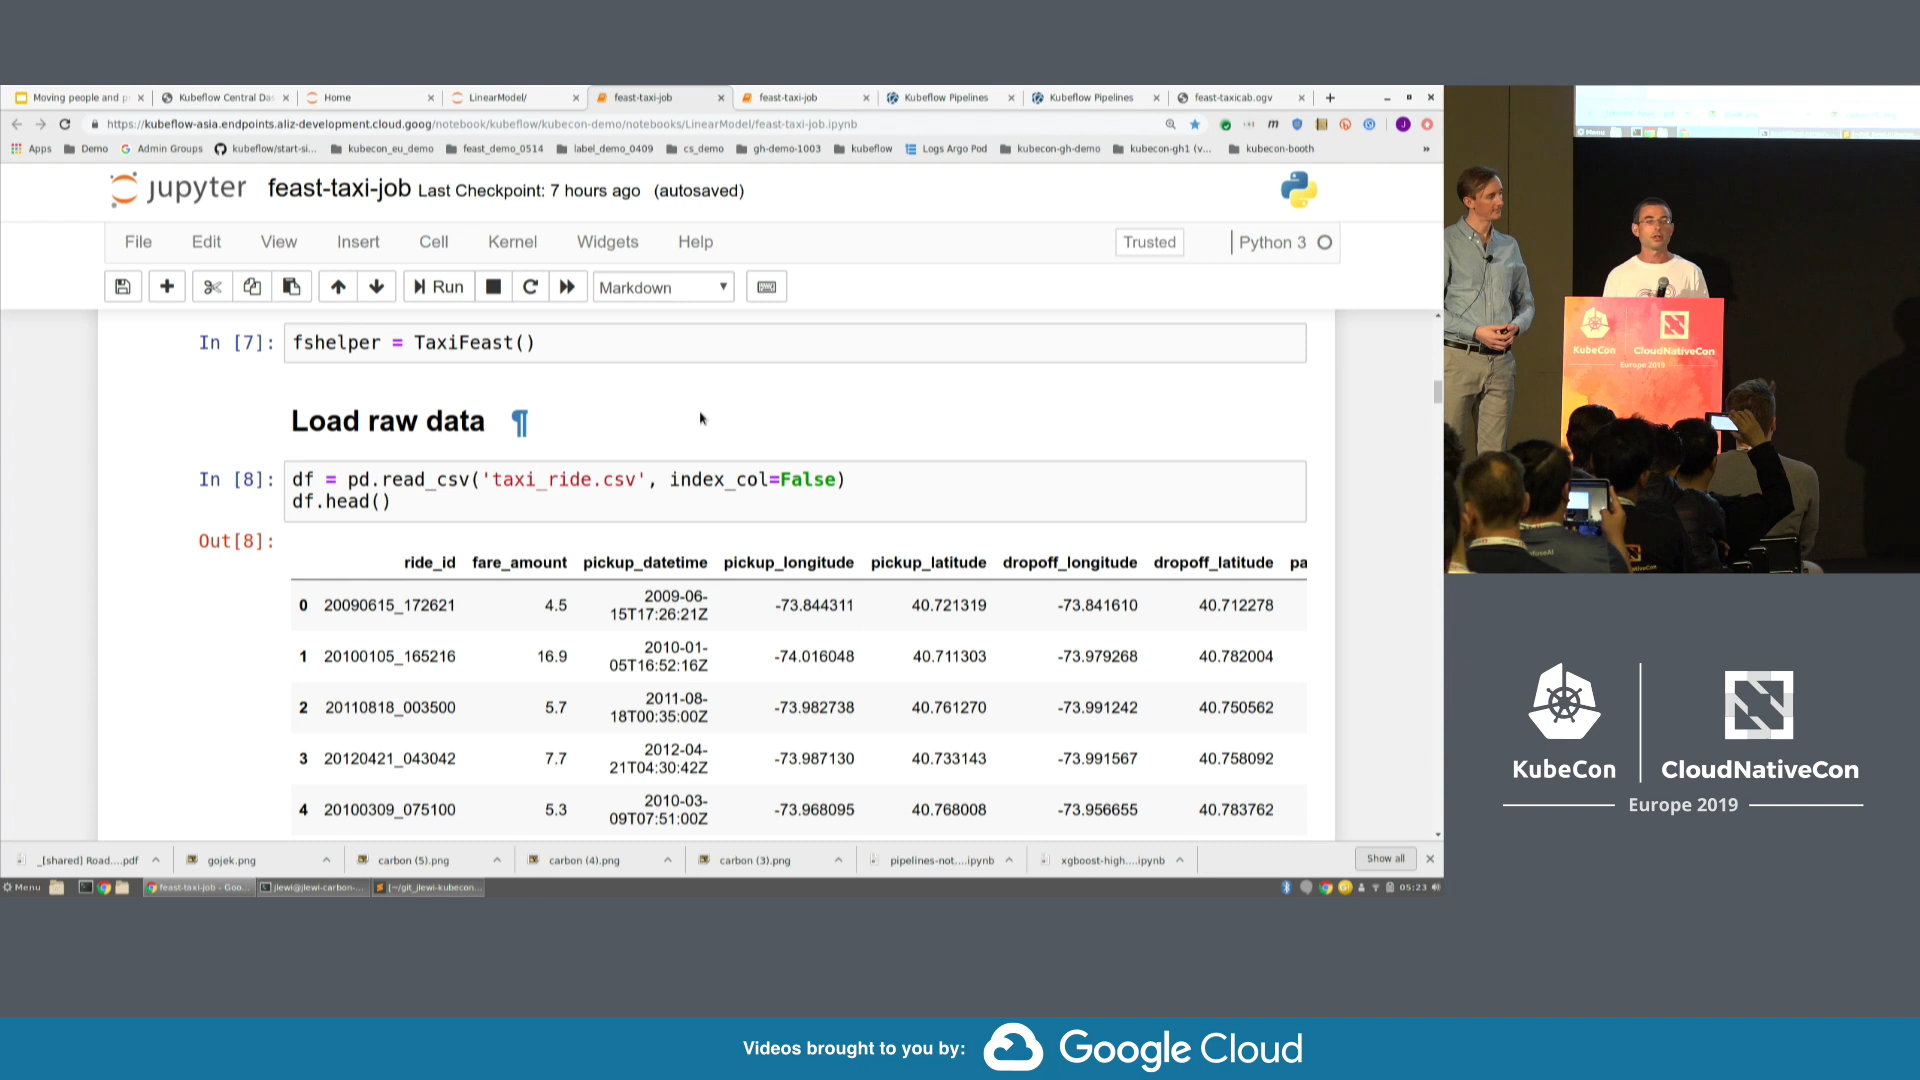 Moving people and p
Kubeflow Central Da
Home
LinearModel/
feast-taxi-job
feast-taxi-job
Kubeflow Pipelines
Kubeflow Pipelines
feast-taxicab.ogv
https://kubeflow-asia.endpoints.aliz-development.cloud.goog/notebook/kubeflow/kubecon-demo/notebooks/LinearModel/feast-taxi-job.ipynb
Apps
Demo
Admin Groups
kubeflow/start-si...
kubecon_eu_demo
feast_demo_0514
label_demo_0409
cs_demo
gh-demo-1003
kubeflow
Logs Argo Pod
kubecon-gh-demo
kubecon-gh1 (v...
kubecon-booth
jupyter feast-taxi-job Last Checkpoint: 7 hours ago (autosaved)
File Edit View Insert Cell Kernel Widgets Help Trusted Python 3
Run Markdown
In [7]: fshelper = TaxiFeast()
Load raw data ¶
In [8]: df = pd.read_csv('taxi_ride.csv', index_col=False)
df.head()
Out[8]:
ride_id fare_amount pickup_datetime pickup_longitude pickup_latitude dropoff_longitude dropoff_latitude pa
0 20090615_172621 4.5 2009-06-15T17:26:21Z -73.844311 40.721319 -73.841610 40.712278
1 20100105_165216 16.9 2010-01-05T16:52:16Z -74.016048 40.711303 -73.979268 40.782004
2 20110818_003500 5.7 2011-08-18T00:35:00Z -73.982738 40.761270 -73.991242 40.750562
3 20120421_043042 7.7 2012-04-21T04:30:42Z -73.987130 40.733143 -73.991567 40.758092
4 20100309_075100 5.3 2010-03-09T07:51:00Z -73.968095 40.768008 -73.956655 40.783762
_[shared] Road....pdf
gojek.png
carbon (5).png
carbon (4).png
carbon (3).png
pipelines-not....ipynb
xgboost-high....ipynb
Show all
Menu
feast-taxi-job - Goo...
jlewi@jlewi-carbon-...
[~/git_jlewi-kubecon...
05:23
KubeCon CloudNativeCon
Europe 2019
KubeCon CloudNativeCon
Europe 2019
Videos brought to you by: Google Cloud